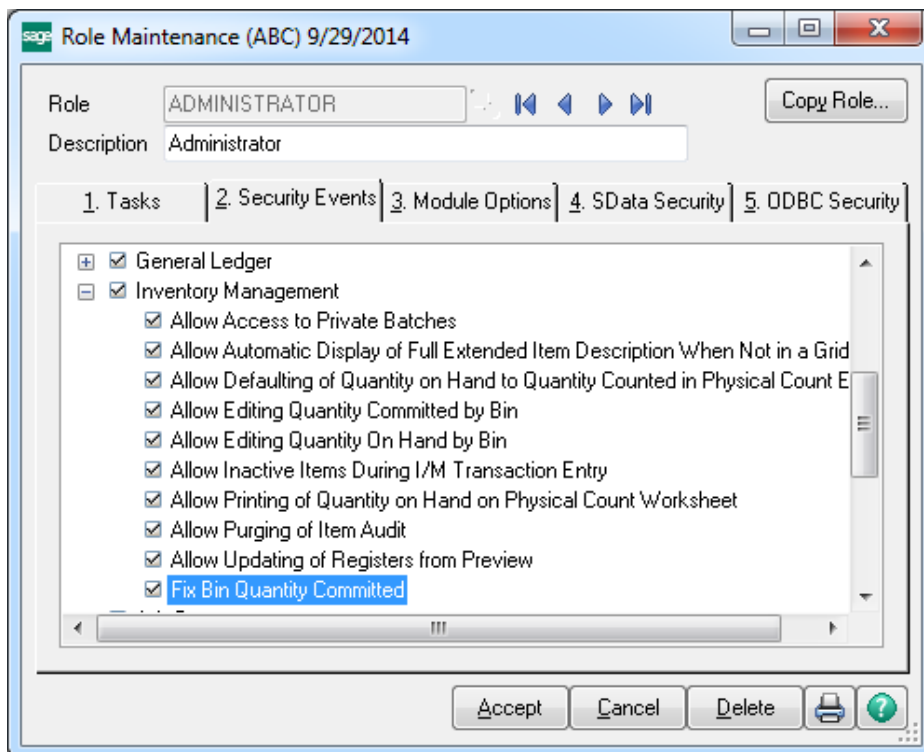 sage Role Maintenance (ABC) 9/29/2014
Role ADMINISTRATOR Copy Role...
Description Administrator
1. Tasks 2. Security Events 3. Module Options 4. SData Security 5. ODBC Security
General Ledger
Inventory Management
Allow Access to Private Batches
Allow Automatic Display of Full Extended Item Description When Not in a Grid
Allow Defaulting of Quantity on Hand to Quantity Counted in Physical Count E
Allow Editing Quantity Committed by Bin
Allow Editing Quantity On Hand by Bin
Allow Inactive Items During I/M Transaction Entry
Allow Printing of Quantity on Hand on Physical Count Worksheet
Allow Purging of Item Audit
Allow Updating of Registers from Preview
Fix Bin Quantity Committed
Accept Cancel Delete